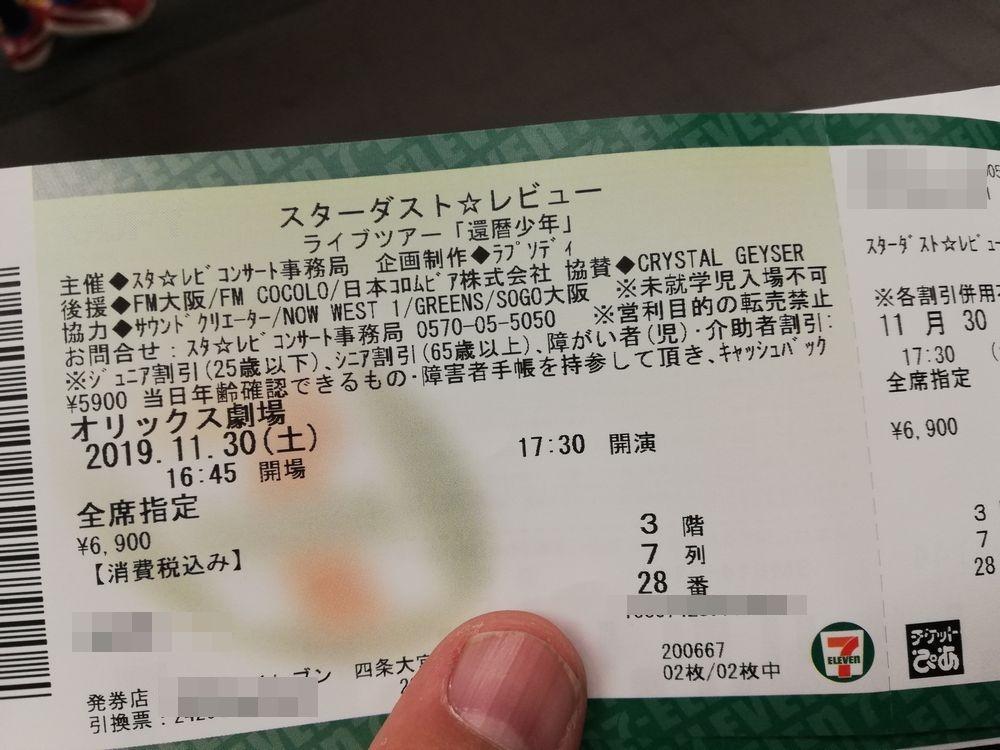 スターダスト☆レビュー
ライブツアー「還暦少年」
主催◆スタ☆レビコンサート事務局 企画制作◆ラプソディ
後援◆FM大阪/FM COCOLO/日本コロムビア株式会社 協賛◆CRYSTAL GEYSER
協力◆サウンドクリエーター/NOW WEST 1/GREENS/SOGO大阪 ※未就学児入場不可
お問合せ：スタ☆レビコンサート事務局 0570-05-5050 ※営利目的の転売禁止
※ジュニア割引(25歳以下)、シニア割引(65歳以上)、障がい者(児)・介助者割引:
¥5900 当日年齢確認できるもの・障害者手帳を持参して頂き、キャッシュバック
オリックス劇場
2019.11.30(土) 17:30 開演
16:45 開場
全席指定
¥6,900
【消費税込み】
3 階
7 列
28 番
四条大宮
200667
02枚/02枚中
発券店
引換票:
7 ELEVEN
チケットぴあ
スターダスト☆レビュー
※各割引併用
11 月 30
17:30
全席指定
¥6,900
3
7
28